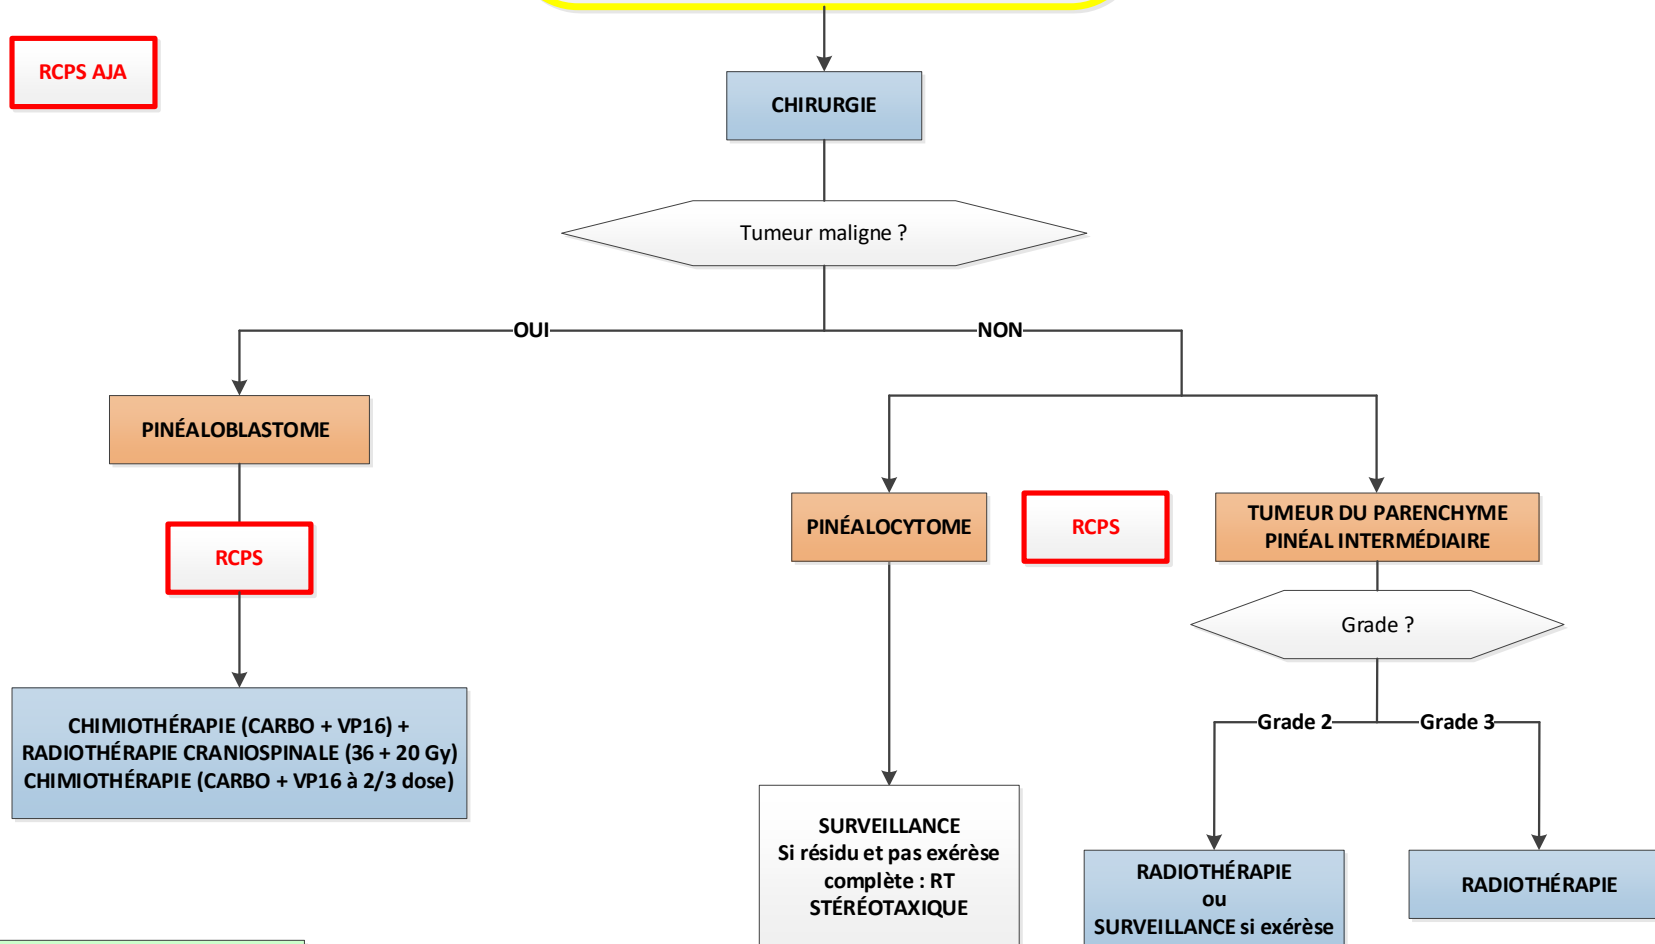 RCPS AJA
CHIRURGIE
Tumeur maligne ?
OUI
NON
PINÉALOBLASTOME
RCPS
CHIMIOTHÉRAPIE (CARBO + VP16) +
RADIOTHÉRAPIE CRANIOSPINALE (36 + 20 Gy)
CHIMIOTHÉRAPIE (CARBO + VP16 à 2/3 dose)
PINÉALOCYTOME
RCPS
TUMEUR DU PARENCHYME
PINÉAL INTERMÉDIAIRE
Grade ?
Grade 2
Grade 3
SURVEILLANCE
Si résidu et pas exérèse
complète : RT
STÉRÉOTAXIQUE
RADIOTHÉRAPIE
ou
SURVEILLANCE si exérèse
RADIOTHÉRAPIE